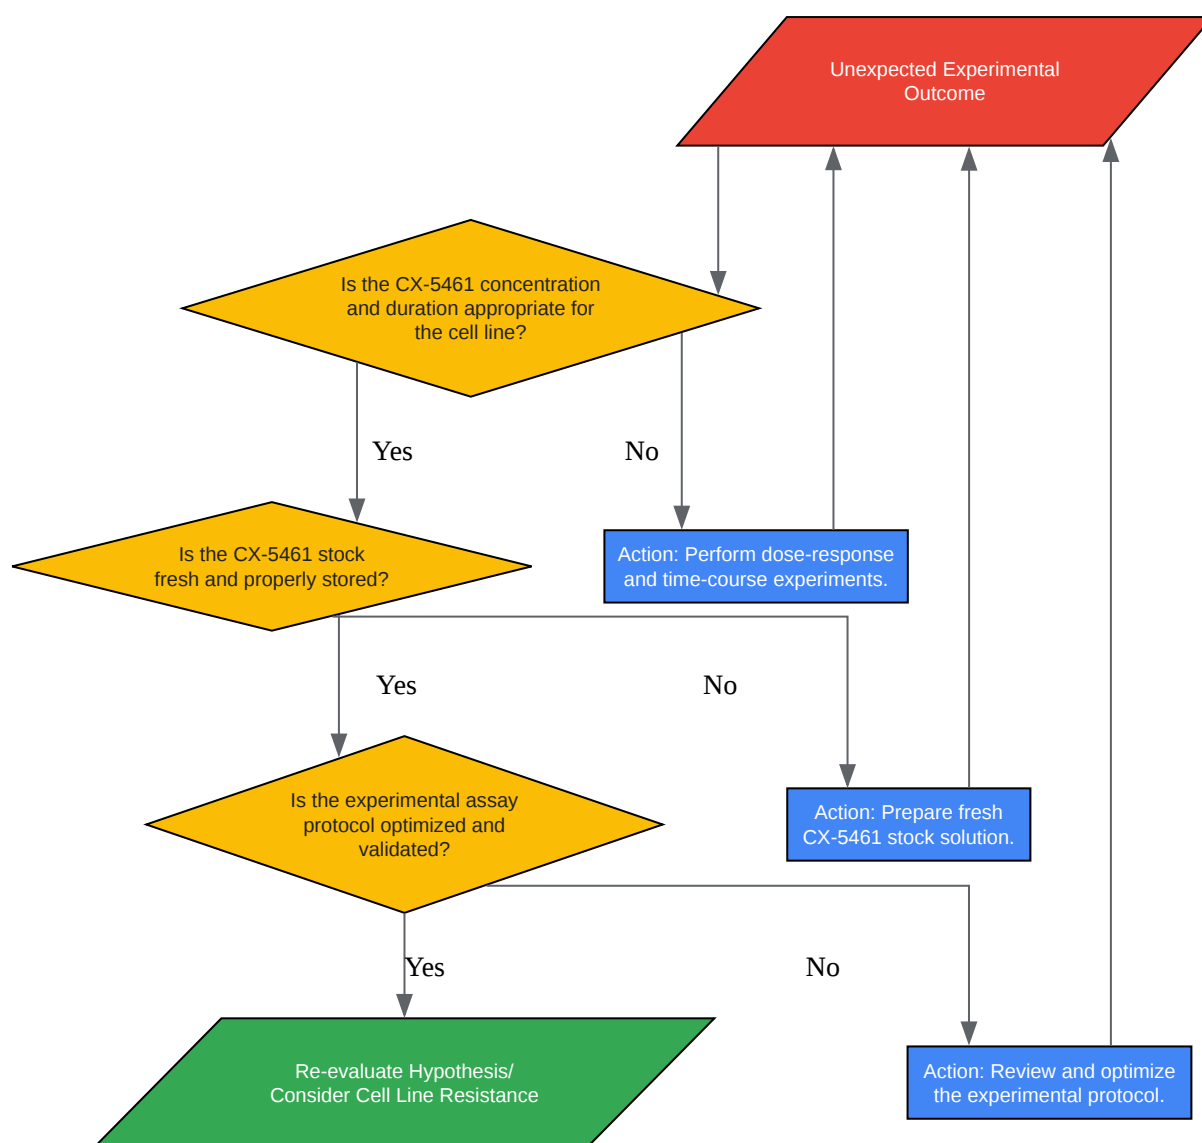 Unexpected Experimental
Outcome
Is the CX-5461 concentration
and duration appropriate for
the cell line?
Yes
No
Is the CX-5461 stock
fresh and properly stored?
Action: Perform dose-response
and time-course experiments.
Yes
No
Is the experimental assay
protocol optimized and
validated?
Action: Prepare fresh
CX-5461 stock solution.
Yes
No
Re-evaluate Hypothesis/
Consider Cell Line Resistance
Action: Review and optimize
the experimental protocol.